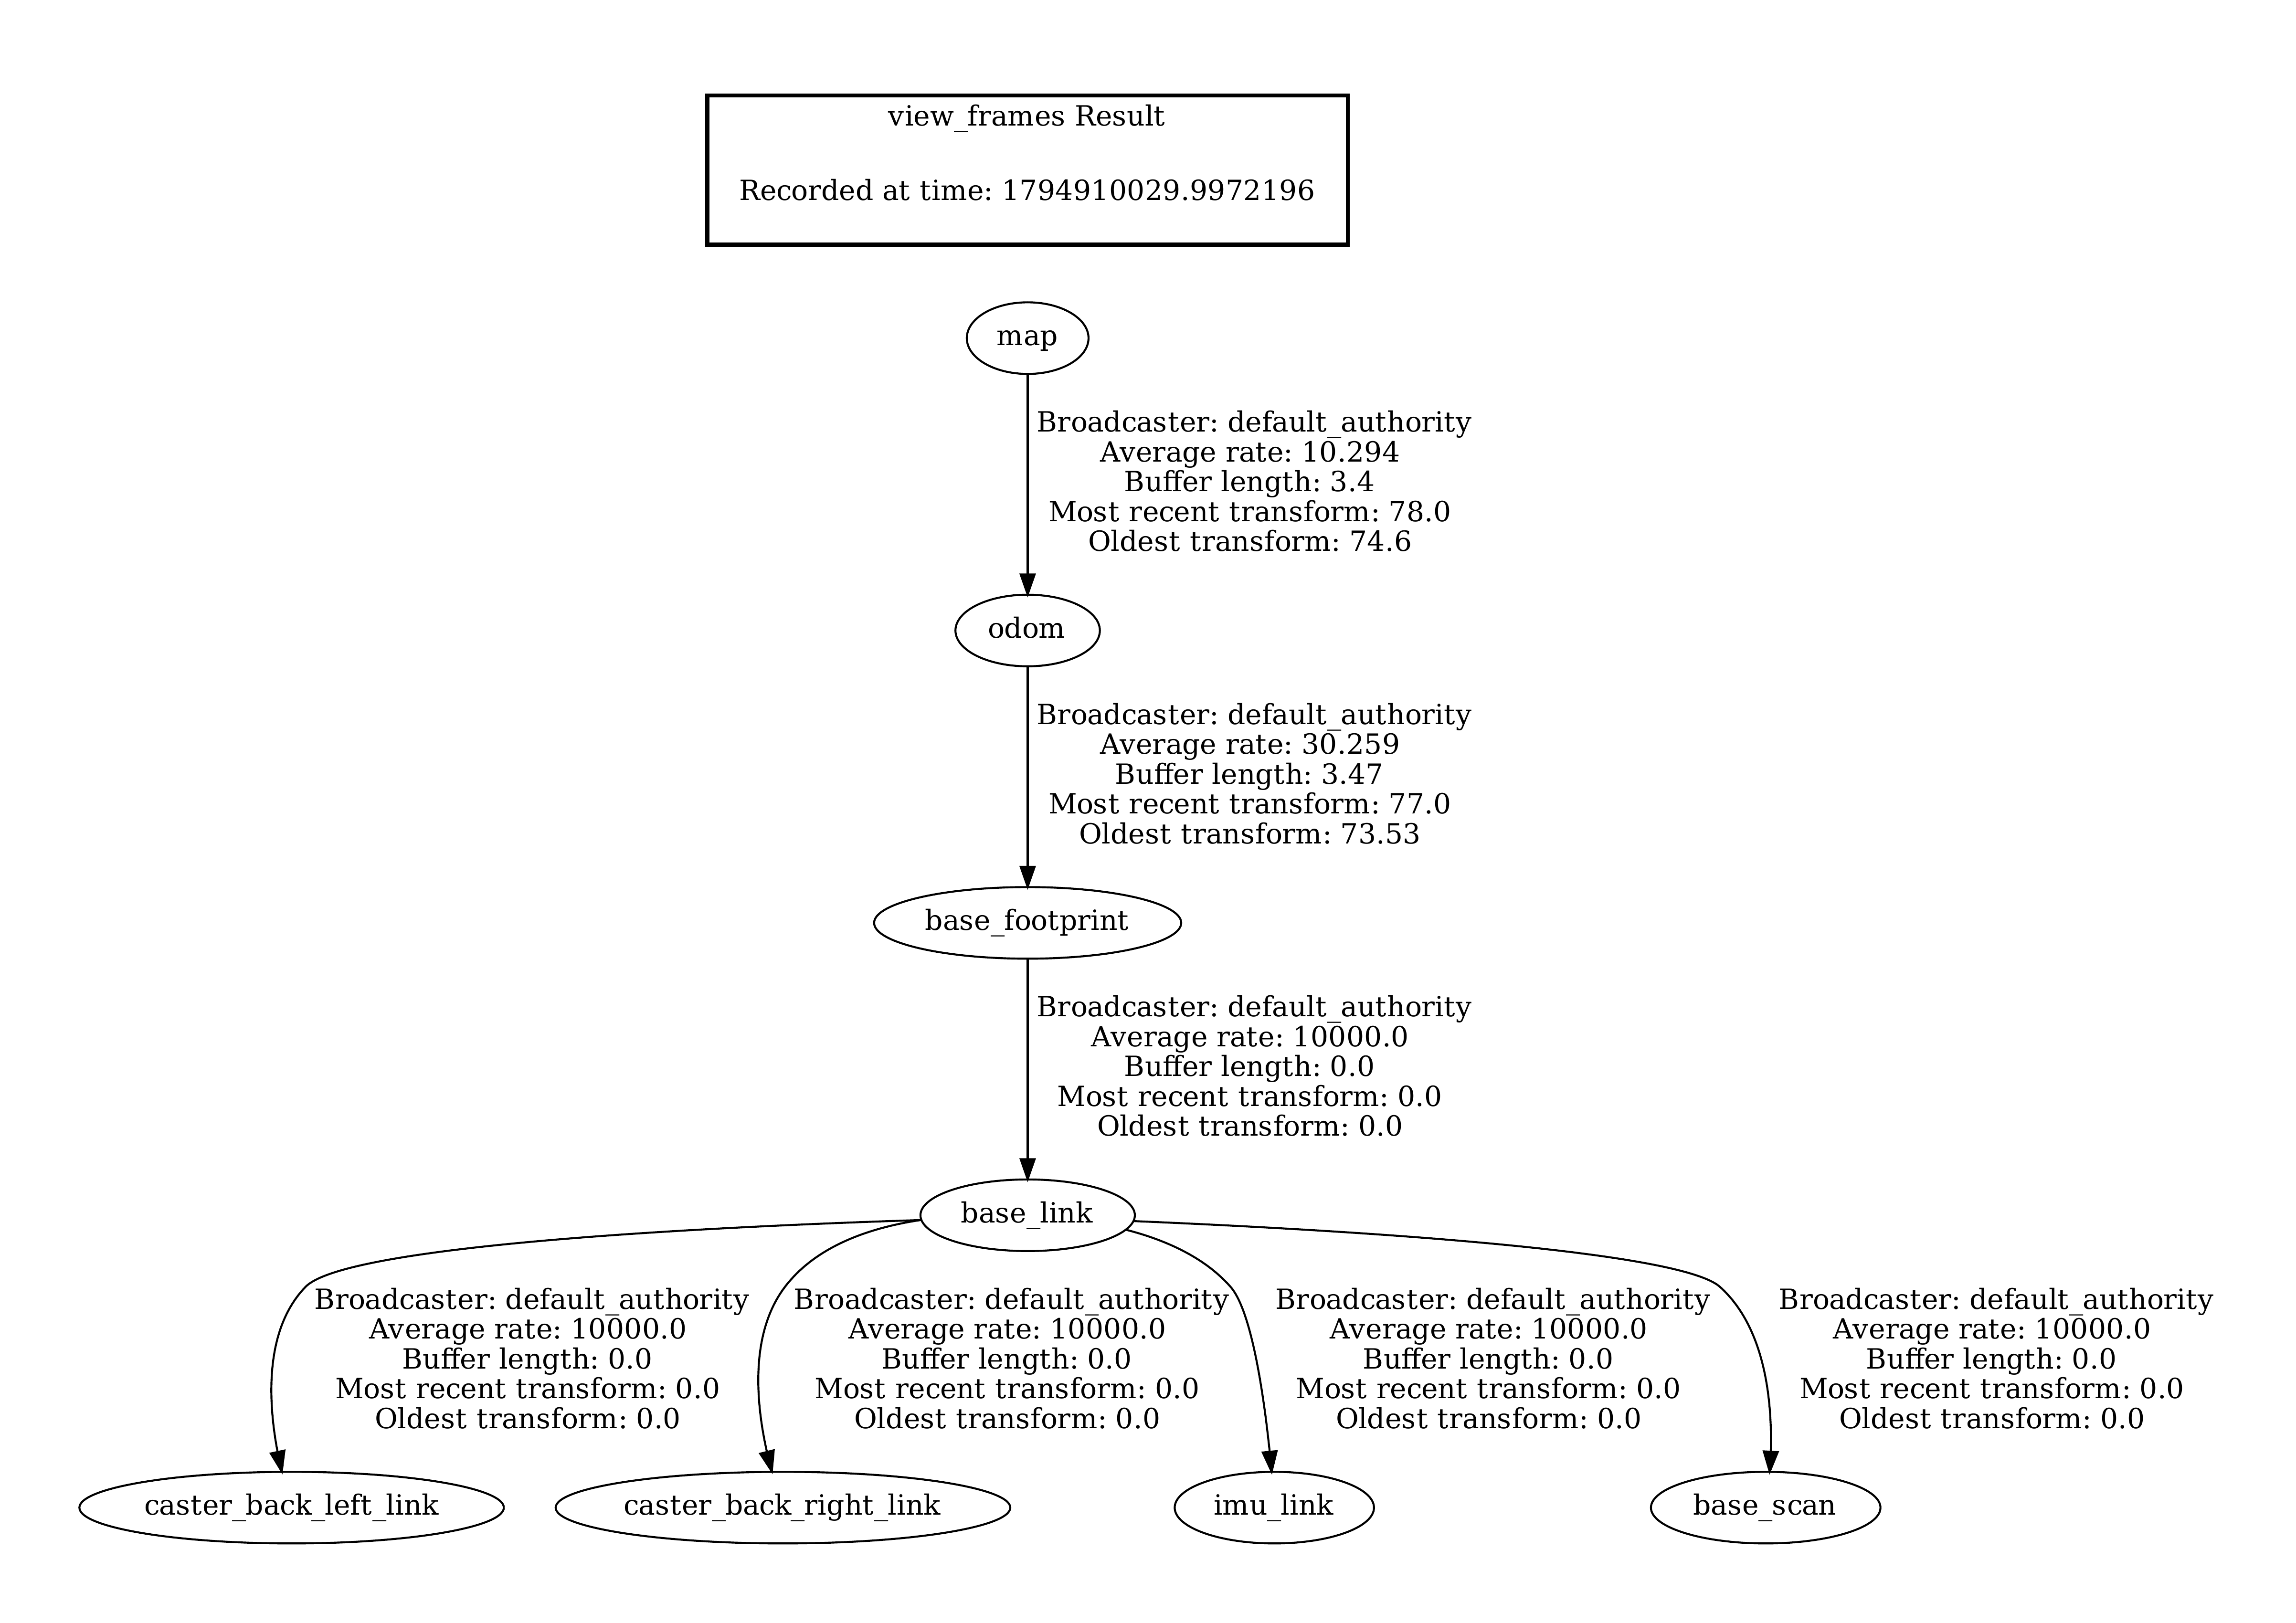 view_frames Result
Recorded at time: 1794910029.9972196
map
Broadcaster: default_authority
Average rate: 10.294
Buffer length: 3.4
Most recent transform: 78.0
Oldest transform: 74.6
odom
Broadcaster: default_authority
Average rate: 30.259
Buffer length: 3.47
Most recent transform: 77.0
Oldest transform: 73.53
base_footprint
Broadcaster: default_authority
Average rate: 10000.0
Buffer length: 0.0
Most recent transform: 0.0
Oldest transform: 0.0
base_link
Broadcaster: default_authority
Average rate: 10000.0
Buffer length: 0.0
Most recent transform: 0.0
Oldest transform: 0.0
Broadcaster: default_authority
Average rate: 10000.0
Buffer length: 0.0
Most recent transform: 0.0
Oldest transform: 0.0
Broadcaster: default_authority
Average rate: 10000.0
Buffer length: 0.0
Most recent transform: 0.0
Oldest transform: 0.0
Broadcaster: default_authority
Average rate: 10000.0
Buffer length: 0.0
Most recent transform: 0.0
Oldest transform: 0.0
caster_back_left_link
caster_back_right_link
imu_link
base_scan